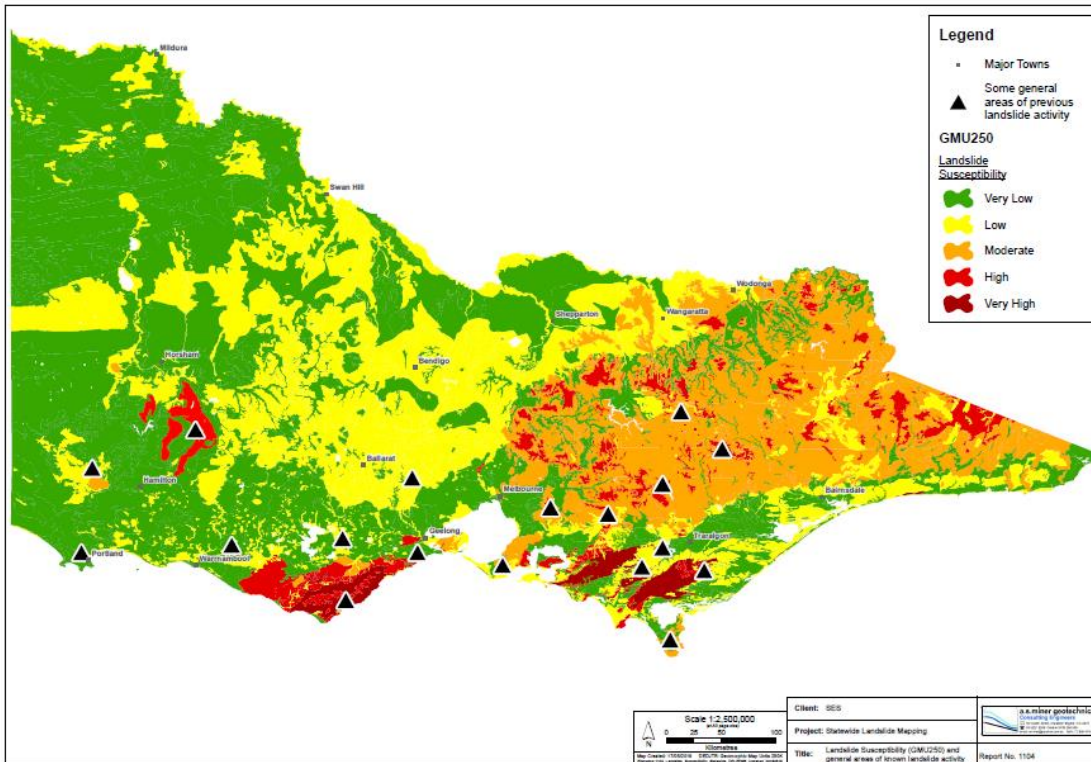 Legend
Major Towns
Some general
areas of previous
landslide activity
GMU250
Landslide
Susceptibility
Very Low
Low
Moderate
High
Very High
Mildura
Swan Hill
Wodonga
Shepparton
Wangaratta
Horsham
Bendigo
Ballarat
Hamilton
Melbourne
Bairnsdale
Geelong
Traralgon
Portland
Warrnambool
Scale 1:2,500,000
0 25 50 100
Kilometres
N
Client: SES
Project: Statewide Landslide Mapping
Title: Landslide Susceptibility (GMU250) and
general areas of known landslide activity
a.s.miner geotechnical
Consulting Engineers
Report No. 1104